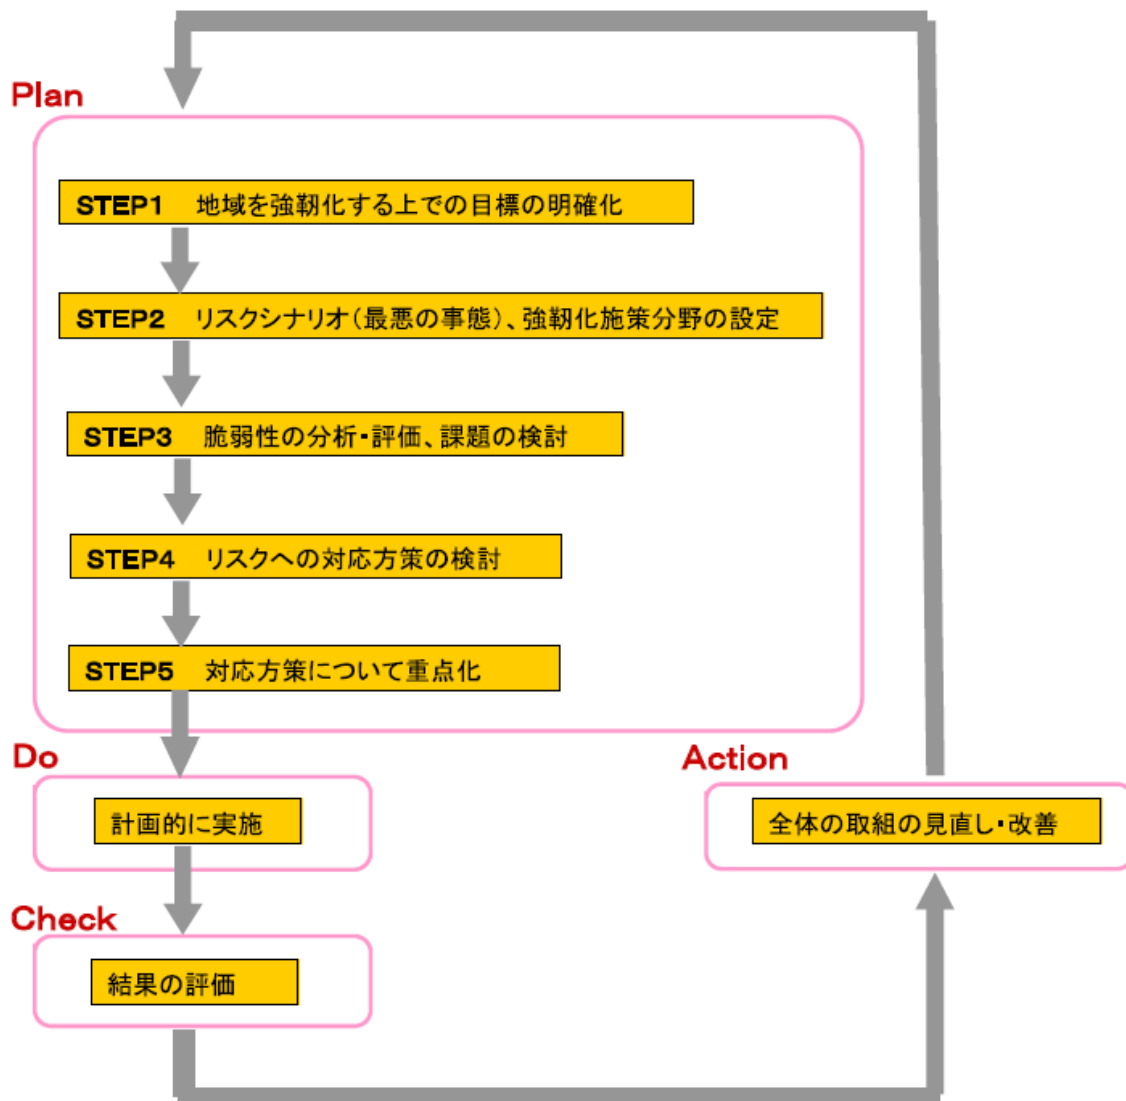 Plan
STEP1 地域を強靭化する上での目標の明確化
STEP2 リスクシナリオ(最悪の事態)、強靭化施策分野の設定
STEP3 脆弱性の分析・評価、課題の検討
STEP4 リスクへの対応方策の検討
STEP5 対応方策について重点化
Do
計画的に実施
Check
結果の評価
Action
全体の取組の見直し・改善